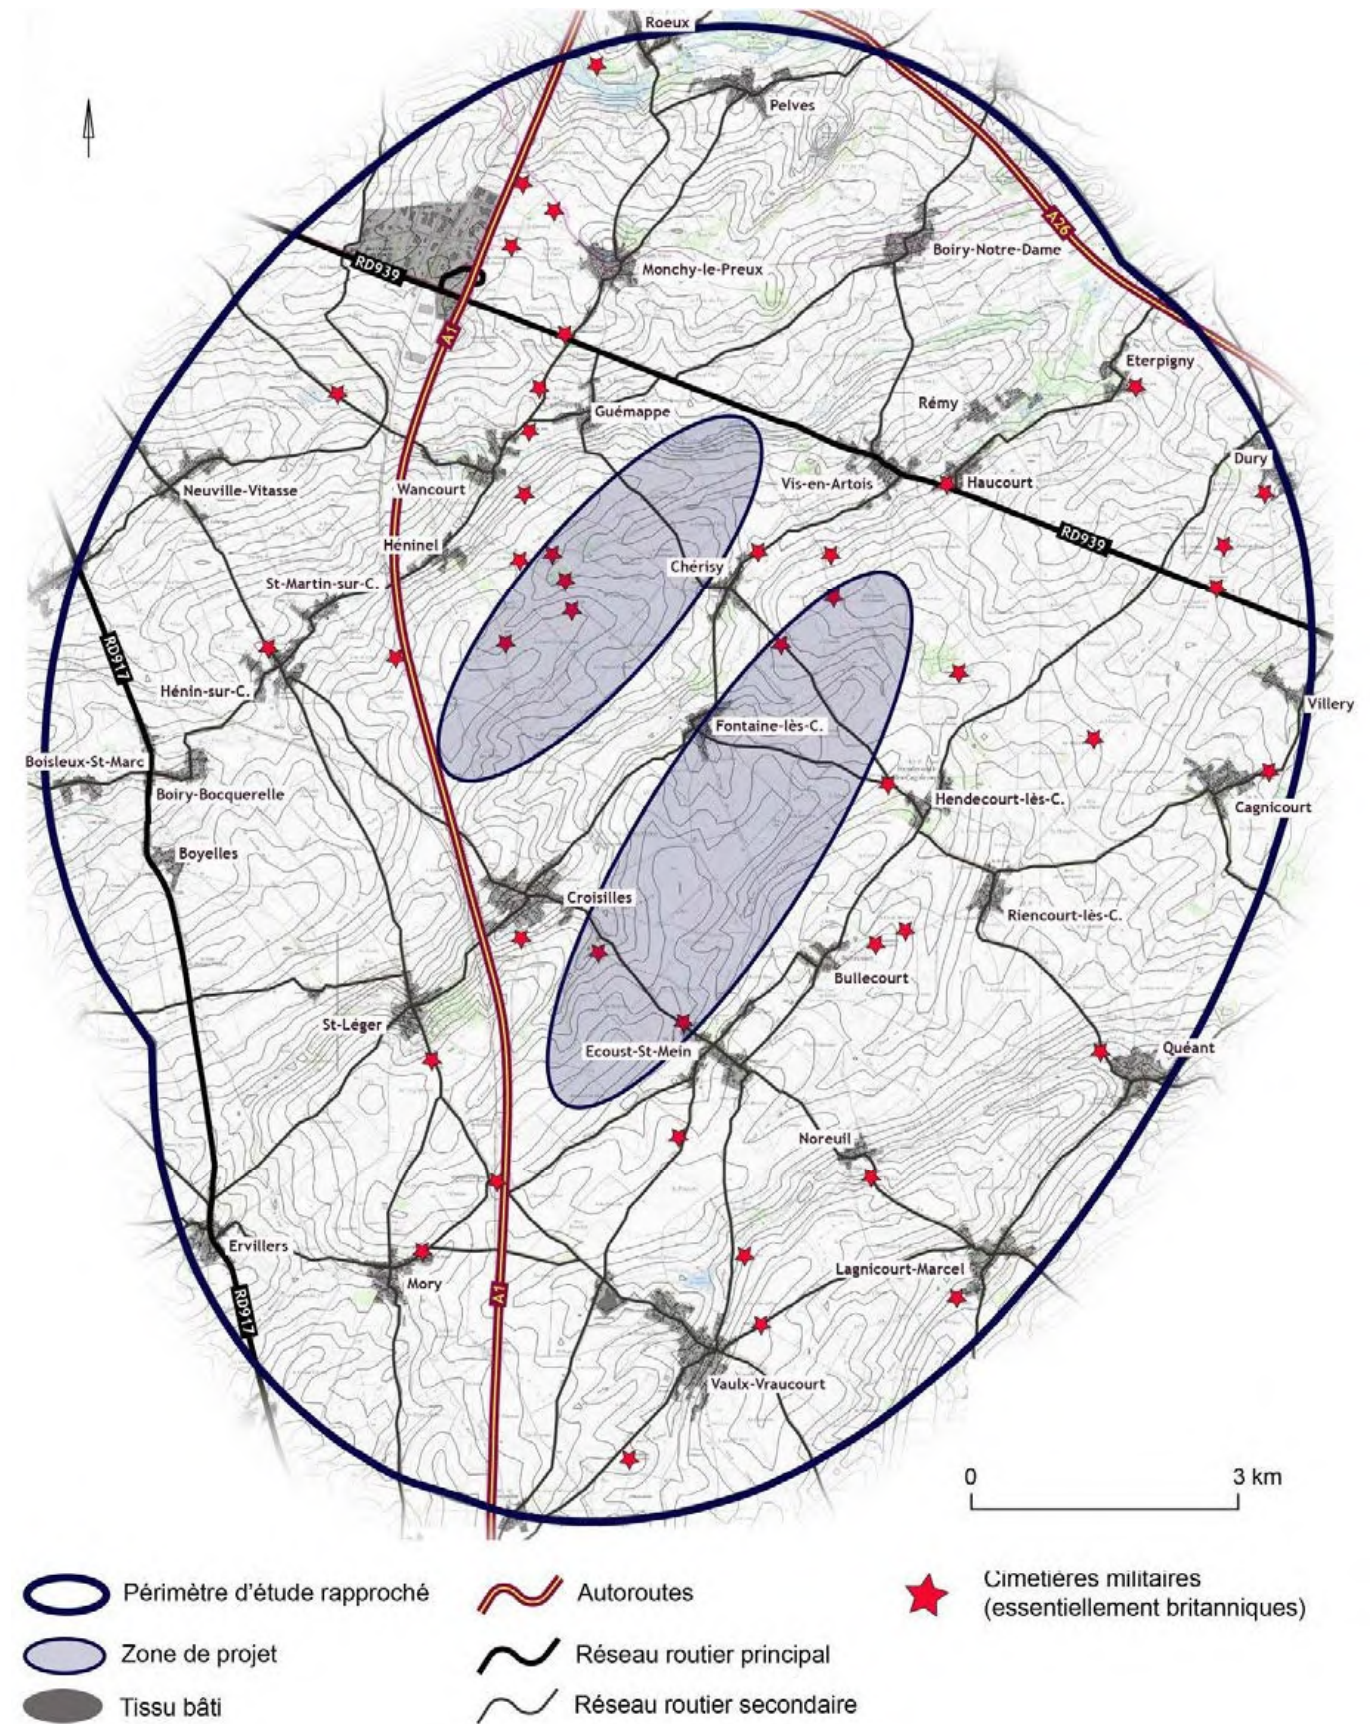 Roeux
Pelves
A26
Boiry-Notre-Dame
Monchy-le-Preux
RD939
A1
Eterpigny
Rémy
Guémappe
Dury
Vis-en-Artois
Haucourt
Wancourt
Neuville-Vitasse
RD939
Héninel
Chérisy
St-Martin-sur-C.
RD917
Hénin-sur-C.
Villery
Fontaine-lès-C.
Boisleux-St-Marc
Boiry-Bocquerelle
Hendecourt-lès-C.
Cagnicourt
Boyelles
Croisilles
Riencourt-lès-C.
Bullecourt
St-Léger
Ecoust-St-Mein
Quéant
Noreuil
Ervillers
Lagnicourt-Marcel
Mory
A1
RD917
Vaulx-Vraucourt
0 3 km
Périmètre d'étude rapproché
Zone de projet
Tissu bâti
Autoroutes
Réseau routier principal
Réseau routier secondaire
Cimetières militaires
(essentiellement britanniques)